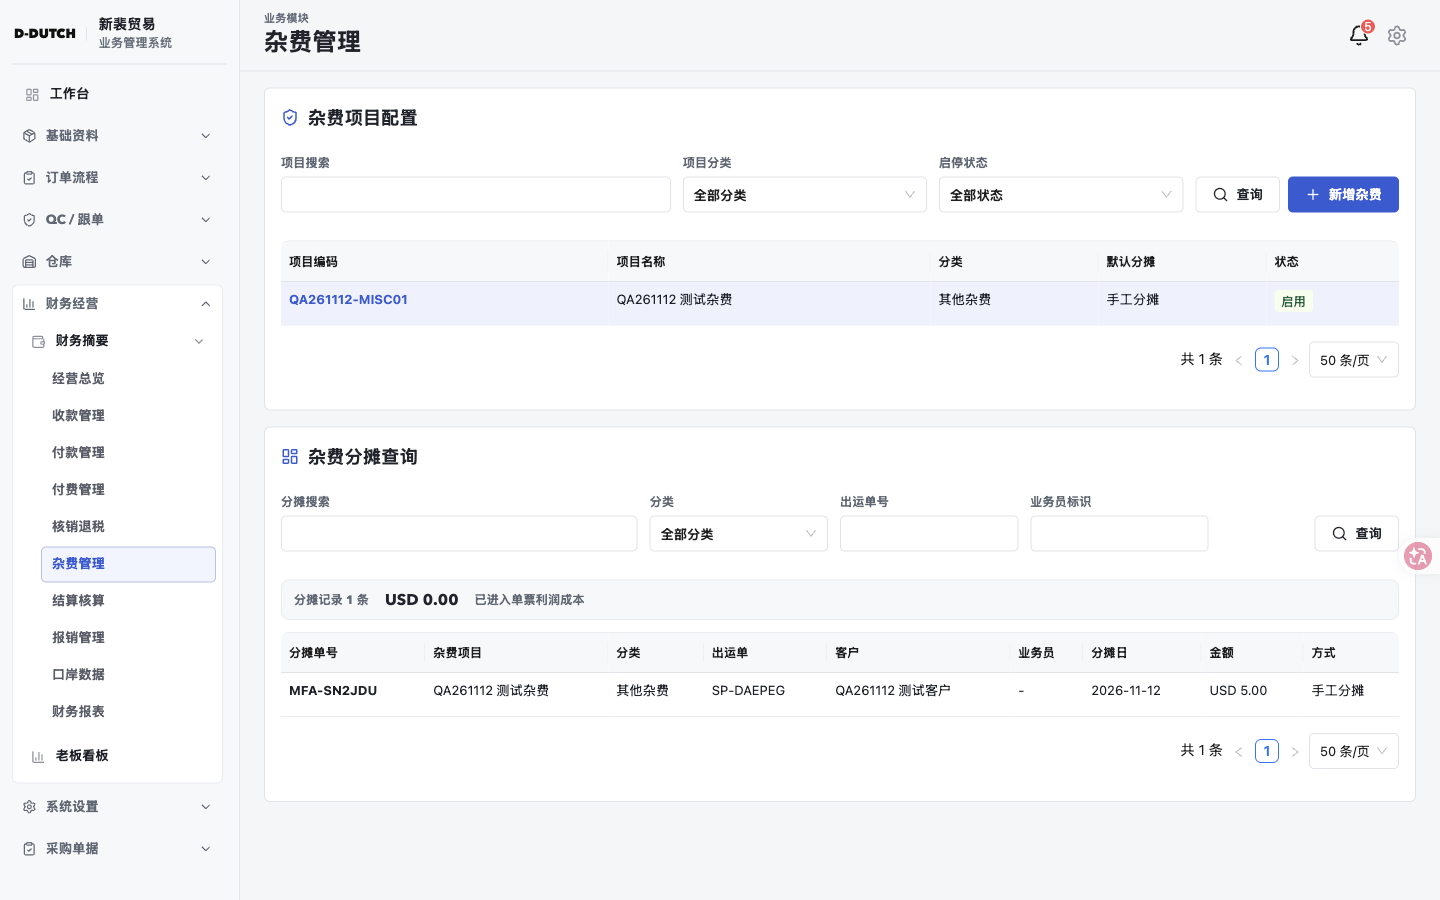 D-DUTCH
新裴贸易
业务管理系统
工作台
基础资料
订单流程
QC / 跟单
仓库
财务经营
财务摘要
经营总览
收款管理
付款管理
付费管理
核销退税
杂费管理
结算核算
报销管理
口岸数据
财务报表
老板看板
系统设置
采购单据
业务模块
杂费管理
5
杂费项目配置
项目搜索 项目分类 启停状态
全部分类 全部状态 查询 新增杂费
项目编码 项目名称 分类 默认分摊 状态
QA261112-MISC01 QA261112 测试杂费 其他杂费 手工分摊 启用
共 1 条 1 50 条/页
杂费分摊查询
分摊搜索 分类 出运单号 业务员标识
全部分类 查询
分摊记录 1 条 USD 0.00 已进入单票利润成本
分摊单号 杂费项目 分类 出运单 客户 业务员 分摊日 金额 方式
MFA-SN2JDU QA261112 测试杂费 其他杂费 SP-DAEPEG QA261112 测试客户 - 2026-11-12 USD 5.00 手工分摊
共 1 条 1 50 条/页